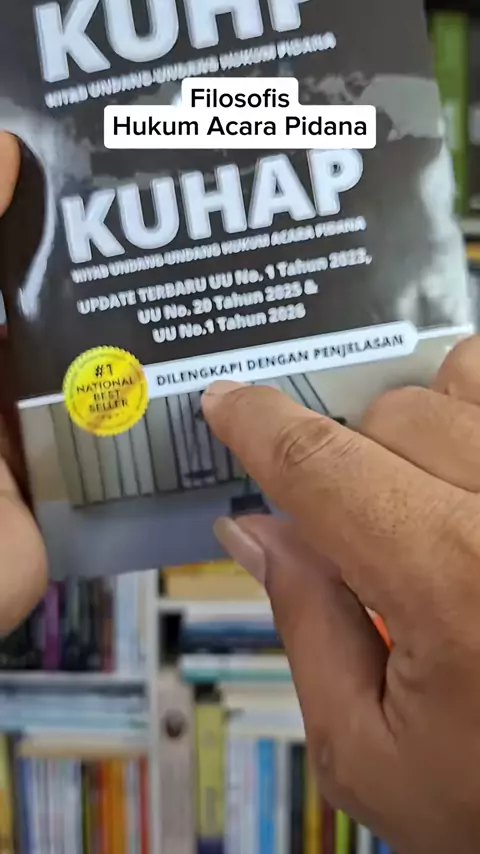 KUHP
KITAB UNDANG-UNDANG HUKUM PIDANA
Filosofis
Hukum Acara Pidana
KUHAP
KITAB UNDANG-UNDANG HUKUM ACARA PIDANA
UPDATE TERBARU UU No. 1 Tahun 2023,
UU No. 20 Tahun 2025 &
UU No.1 Tahun 2026
#1
NATIONAL
BEST
SELLER
DILENGKAPI DENGAN PENJELASAN